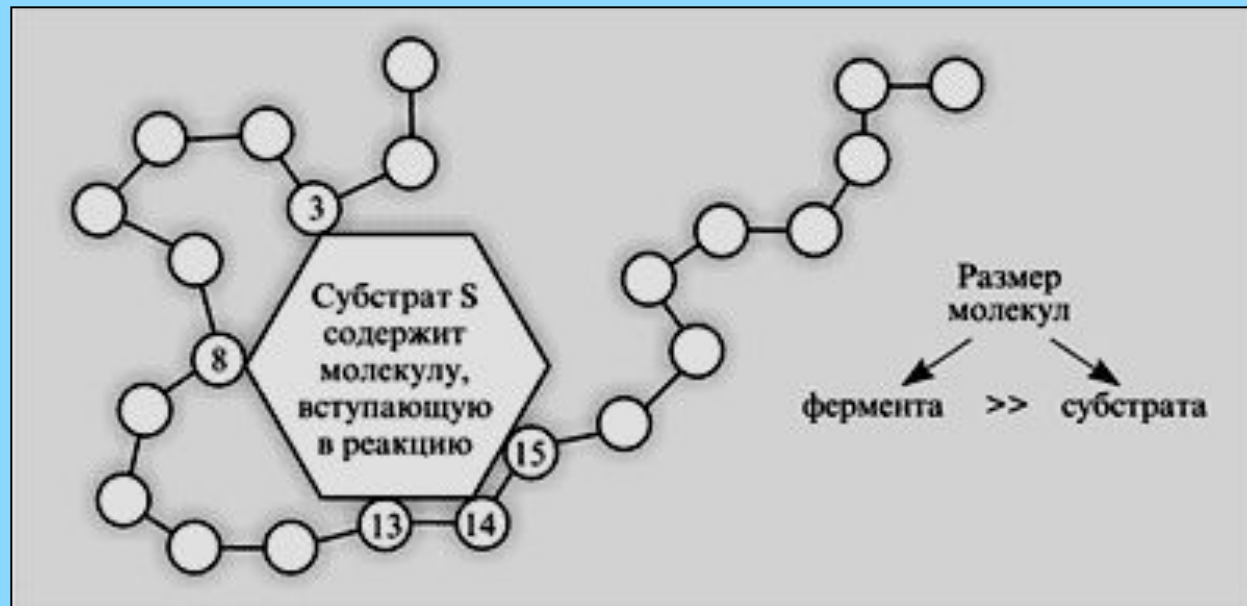 3
Субстрат S
содержит
молекулу,
вступающую
в реакцию
8
15
13
14
Размер
молекул
фермента >> субстрата